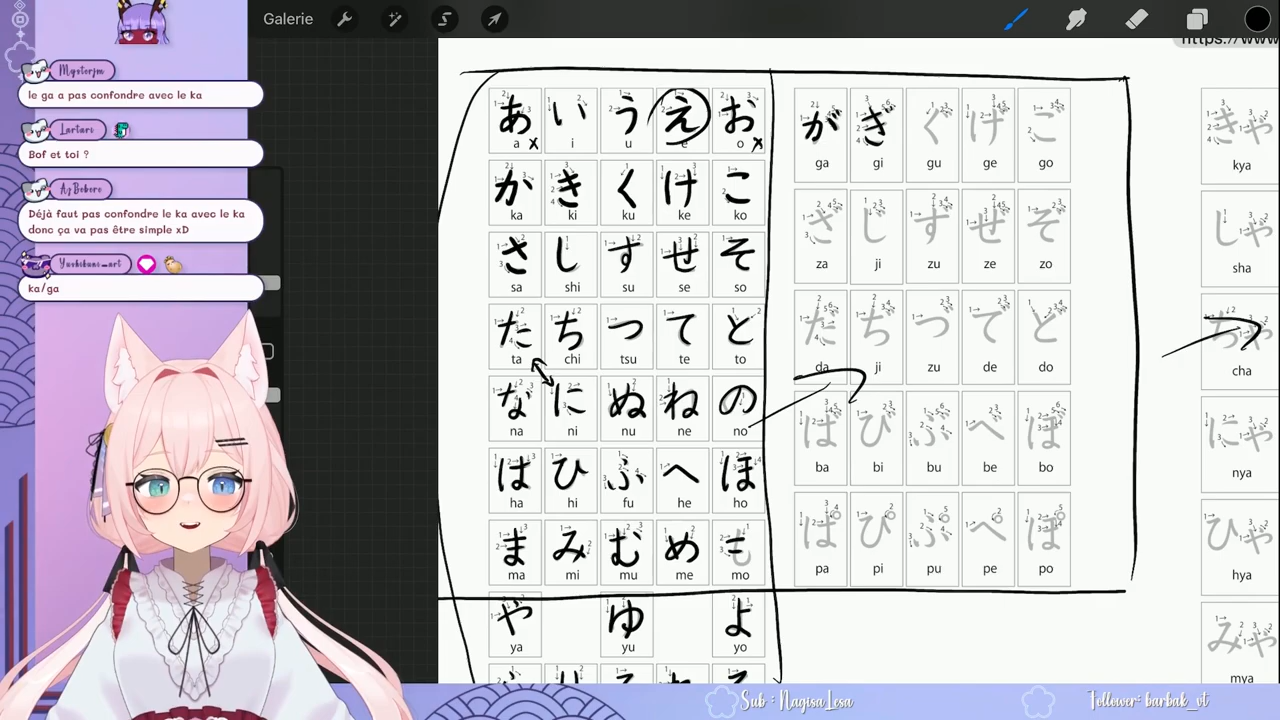 Galerie
https://www
Mystorjm
le ga a pas confondre avec le ka
Lartare
Bof et toi ?
AyBobore
Déjà faut pas confondre le ka avec le ka
donc ça va pas être simple xD
ka/ga
あ い う え お
a x i u e o x
か き く け こ
ka ki ku ke ko
さ し す せ そ
sa shi su se so
た ち つ て と
ta chi tsu te to
な に ぬ ね の
na ni nu ne no
は ひ ふ へ ほ
ha hi fu he ho
ま み む め も
ma mi mu me mo
や ゆ よ
ya yu yo
が ぎ ぐ げ ご
ga gi gu ge go
ざ じ ず ぜ ぞ
za ji zu ze zo
だ ぢ づ で ど
da ji zu de do
ば び ぶ べ ぼ
ba bi bu be bo
ぱ ぴ ぷ ぺ ぽ
pa pi pu pe po
きゃ
kya
しゃ
sha
ちゃ
cha
にゃ
nya
ひゃ
hya
みゃ
mya
Sub : NagisaLesa
Follower: barbak_vt